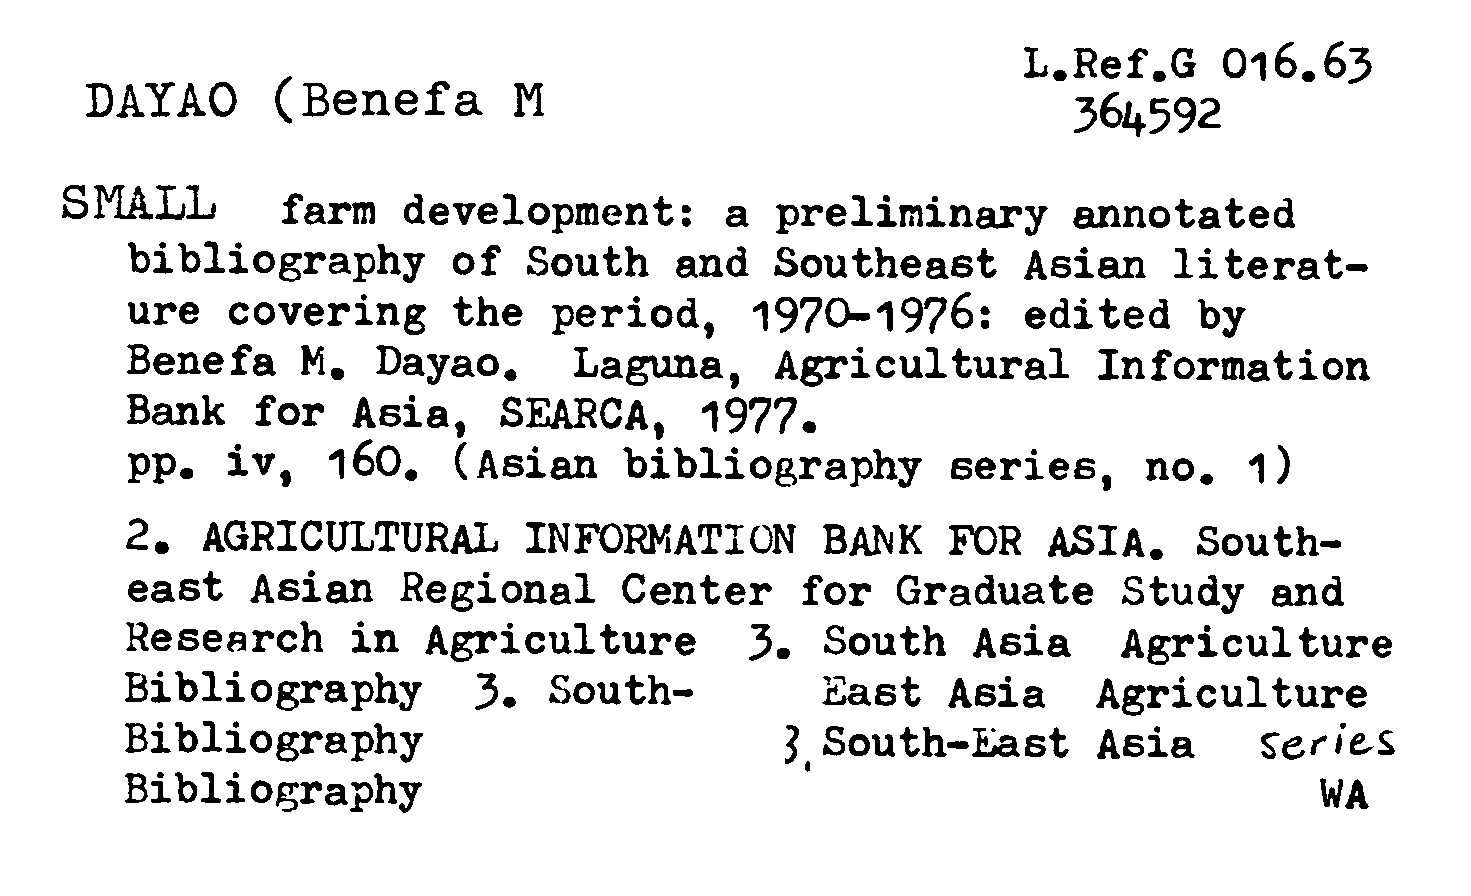 L.Ref.G 016.63
DAYAO (Benefa M
364592
SMALL farm development: a preliminary annotated
bibliography of South and Southeast Asian literat-
ure covering the period, 1970-1976: edited by
Benefa M. Dayao. Laguna, Agricultural Information
Bank for Asia, SEARCA, 1977.
pp. iv, 160. (Asian bibliography series, no. 1)
2. AGRICULTURAL INFORMATION BANK FOR ASIA. South-
east Asian Regional Center for Graduate Study and
Research in Agriculture 3. South Asia Agriculture
Bibliography 3. South- East Asia Agriculture
Bibliography 3. South-East Asia series
Bibliography WA